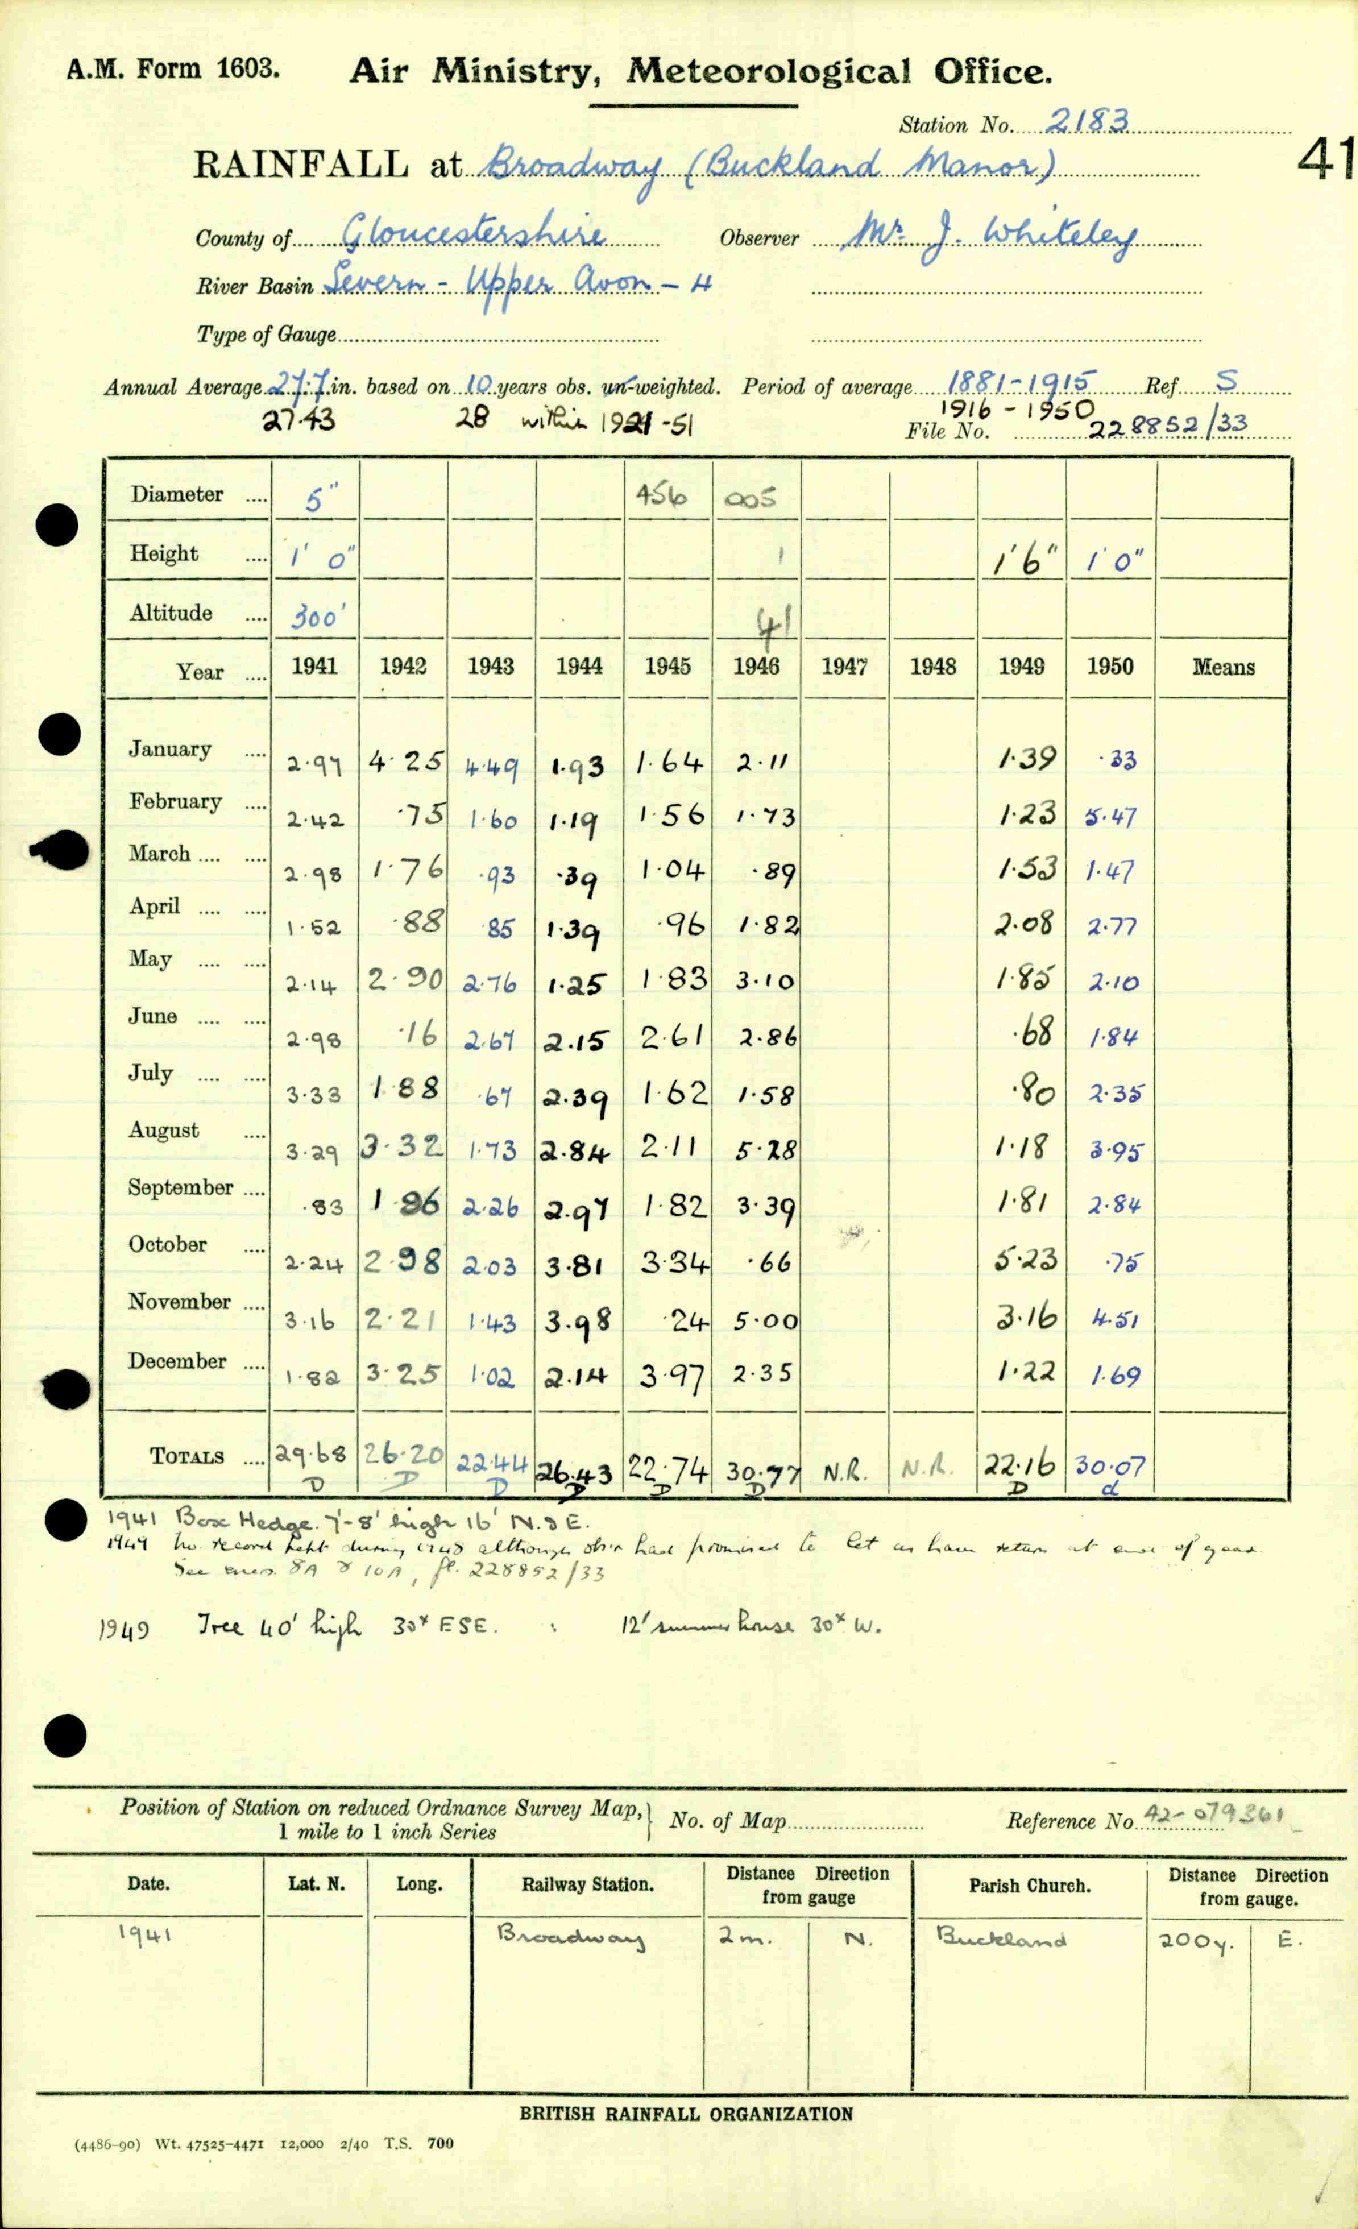 A.M. Form 1603. Air Ministry, Meteorological Office.
Station No. 2183
41
RAINFALL at Broadway (Buckland Manor)
County of Gloucestershire Observer Mr. J. Whiteley
River Basin Severn - Upper Avon - 4
Type of Gauge
Annual Average 27.7 in. based on 10 years obs. un-weighted. Period of average 1881-1915 Ref. S
27.43 28 within 1921-51 1916 - 1950
File No. 228852/33
Diameter .... 5" 456 005
Height .... 1' 0" 1 1'6" 1'0"
Altitude .... 300' 41
Year .... 1941 1942 1943 1944 1945 1946 1947 1948 1949 1950 Means
January .... 2.97 4.25 4.49 1.93 1.64 2.11 1.39 .33
February .... 2.42 .75 1.60 1.19 1.56 1.73 1.23 5.47
March .... .... 2.98 1.76 .93 .39 1.04 .89 1.53 1.47
April .... .... 1.52 .88 85 1.39 .96 1.82 2.08 2.77
May .... .... 2.14 2.90 2.76 1.25 1.83 3.10 1.85 2.10
June .... .... 2.98 .16 2.67 2.15 2.61 2.86 .68 1.84
July .... .... 3.33 1.88 .67 2.39 1.62 1.58 .80 2.35
August .... 3.29 3.32 1.73 2.84 2.11 5.28 1.18 3.95
September .... .83 1.86 2.26 2.97 1.82 3.39 1.81 2.84
October .... 2.24 2.98 2.03 3.81 3.34 .66 5.23 .75
November .... 3.16 2.21 1.43 3.98 .24 5.00 3.16 4.51
December .... 1.82 3.25 1.02 2.14 3.97 2.35 1.22 1.69
TOTALS .... 29.68 26.20 22.44 26.43 22.74 30.77 N.R. N.R. 22.16 30.07
D D D D D D D d
1941 Box Hedge 7'-8' high 16' N. & E.
1949 No record kept during 1948 although obsr had promised to let us have return at end of year.
See encs. 8A & 10A, fl. 228852/33
1949 Tree 40' high 30x ESE. : 12' summer house 30x W.
Position of Station on reduced Ordnance Survey Map,
1 mile to 1 inch Series
No. of Map Reference No. 42-079361
Date. Lat. N. Long. Railway Station. Distance Direction from gauge Parish Church. Distance Direction from gauge.
1941 Broadway 2m. N. Buckland 200y. E.
BRITISH RAINFALL ORGANIZATION
(4486-90) Wt. 47525-4471 12,000 2/40 T.S. 700